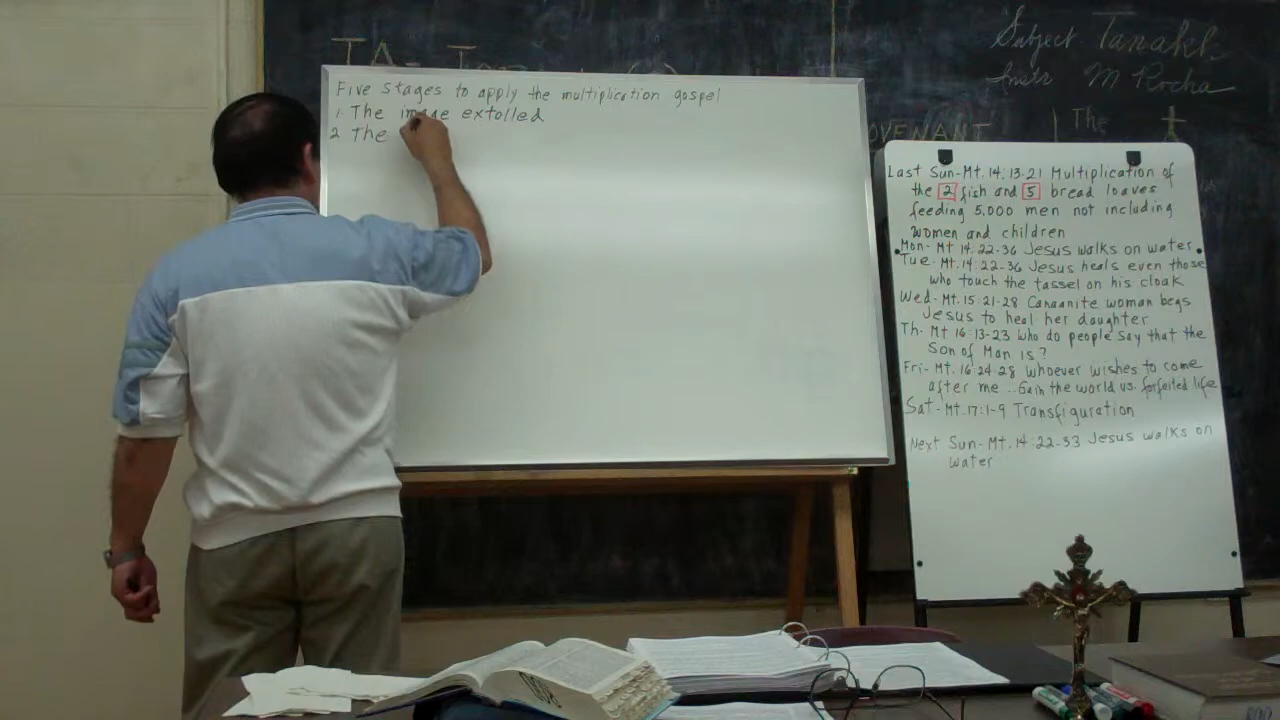 Five stages to apply the multiplication gospel
1. The image extolled
2 The
Subject Tanakh
Instr M Rocha
OVENANT
The
Last Sun-Mt. 14:13-21 Multiplication of
the 2 fish and 5 bread loaves
feeding 5,000 men not including
women and children
Mon- Mt 14:22-36 Jesus walks on water
Tue- Mt. 14:22-36 Jesus heals even those
who touch the tassel on his cloak
Wed- Mt. 15:21-28 Canaanite woman begs
Jesus to heal her daughter
Th- Mt 16:13-23 who do people say that the
Son of Man is?
Fri- Mt. 16:24-28 whoever wishes to come
after me... Gain the world vs. forfeited life
Sat- Mt. 17:1-9 Transfiguration
Next Sun- Mt. 14:22-33 Jesus walks on
water